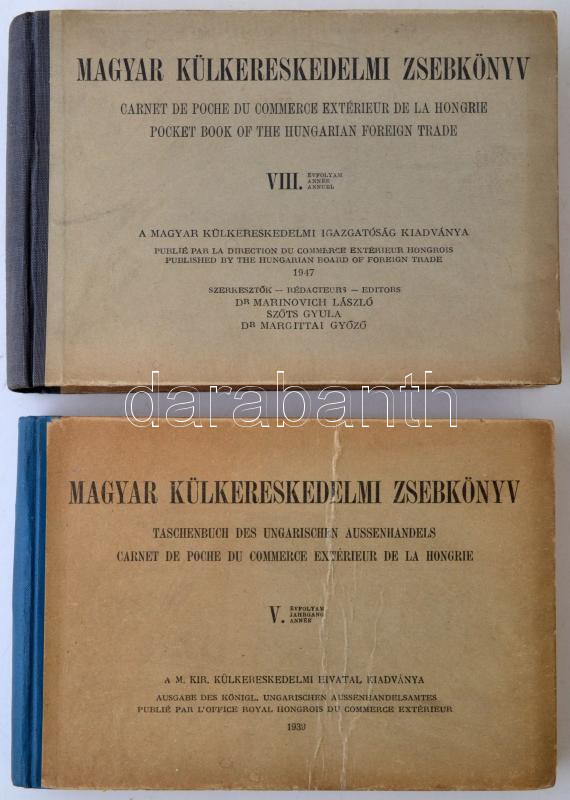 MAGYAR KÜLKERESKEDELMI ZSEBKÖNYV
CARNET DE POCHE DU COMMERCE EXTÉRIEUR DE LA HONGRIE
POCKET BOOK OF THE HUNGARIAN FOREIGN TRADE
VIII. ÉVFOLYAM
ANNÉE
ANNUEL
A MAGYAR KÜLKERESKEDELMI IGAZGATÓSÁG KIADVÁNYA
PUBLIÉ PAR LA DIRECTION DU COMMERCE EXTÉRIEUR HONGROIS
PUBLISHED BY THE HUNGARIAN BOARD OF FOREIGN TRADE
1947
SZERKESZTŐK — RÉDACTEURS — EDITORS
DR MARINOVICH LÁSZLÓ
SZŐTS GYULA
DR MARGITTAI GYŐZŐ
darabanth
MAGYAR KÜLKERESKEDELMI ZSEBKÖNYV
TASCHENBUCH DES UNGARISCHEN AUSSENHANDELS
CARNET DE POCHE DU COMMERCE EXTÉRIEUR DE LA HONGRIE
V. ÉVFOLYAM
JAHRGANG
ANNÉE
A M. KIR. KÜLKERESKEDELMI HIVATAL KIADVÁNYA
AUSGABE DES KÖNIGL. UNGARISCHEN AUSSENHANDELSAMTES
PUBLIÉ PAR L'OFFICE ROYAL HONGROIS DU COMMERCE EXTÉRIEUR
1939